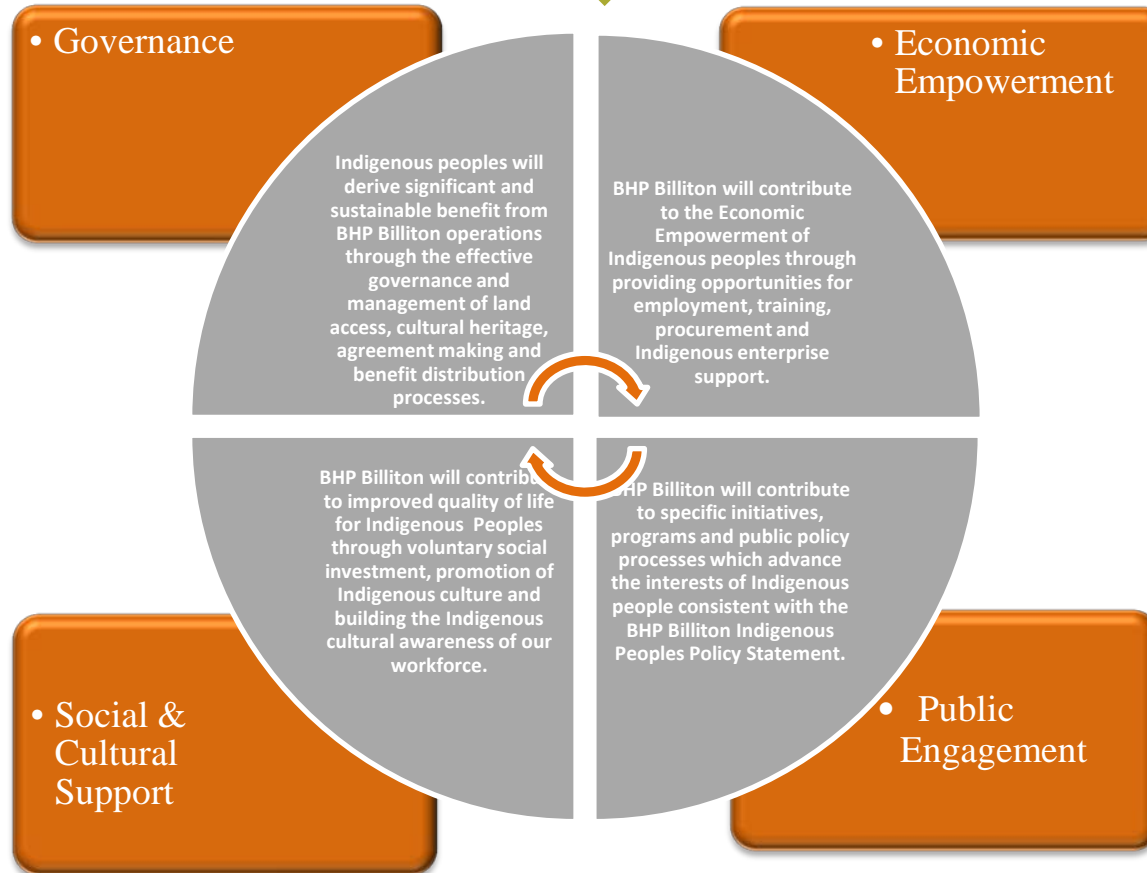 • Governance
Indigenous peoples will
derive significant and
sustainable benefit from
BHP Billiton operations
through the effective
governance and
management of land
access, cultural heritage,
agreement making and
benefit distribution
processes.
• Economic
Empowerment
BHP Billiton will contribute
to the Economic
Empowerment of
Indigenous peoples through
providing opportunities for
employment, training,
procurement and
Indigenous enterprise
support.
• Social &
Cultural
Support
BHP Billiton will contribute
to improved quality of life
for Indigenous Peoples
through voluntary social
investment, promotion of
Indigenous culture and
building the Indigenous
cultural awareness of our
workforce.
• Public
Engagement
BHP Billiton will contribute
to specific initiatives,
programs and public policy
processes which advance
the interests of Indigenous
people consistent with the
BHP Billiton Indigenous
Peoples Policy Statement.